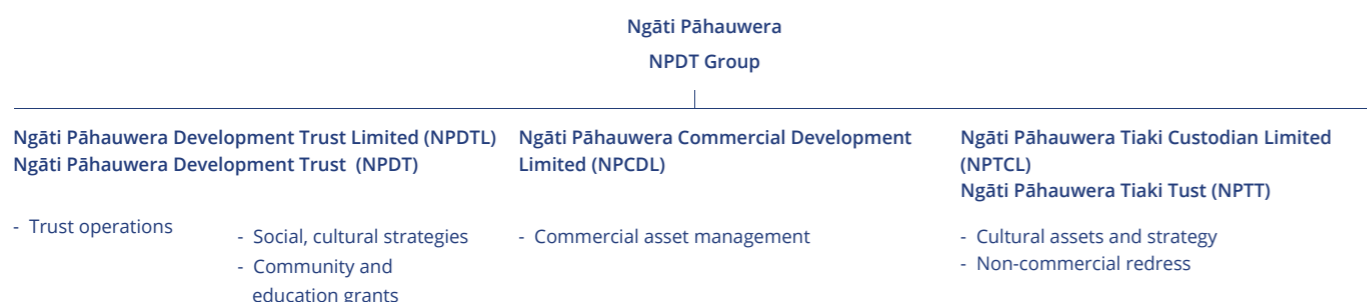 Ngāti Pāhauwera
NPDT Group
Ngāti Pāhauwera Development Trust Limited (NPDTL)
Ngāti Pāhauwera Development Trust (NPDT)
- Trust operations
- Social, cultural strategies
- Community and
education grants
Ngāti Pāhauwera Commercial Development
Limited (NPCDL)
- Commercial asset management
Ngāti Pāhauwera Tiaki Custodian Limited
(NPTCL)
Ngāti Pāhauwera Tiaki Tust (NPTT)
- Cultural assets and strategy
- Non-commercial redress